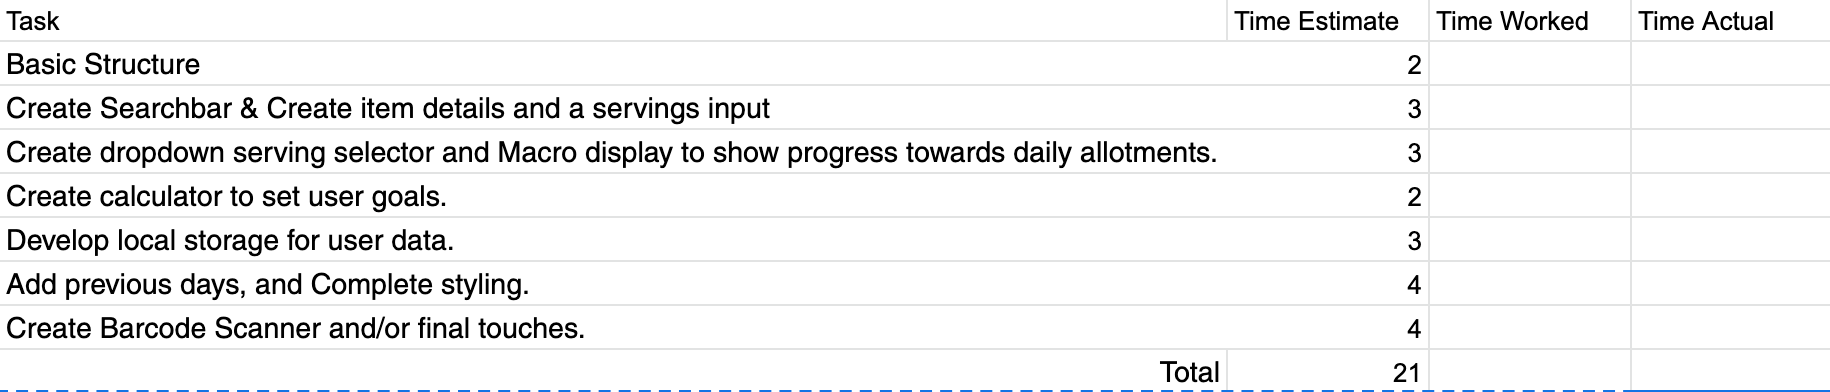 Task Time Estimate Time Worked Time Actual
Basic Structure 2
Create Searchbar & Create item details and a servings input 3
Create dropdown serving selector and Macro display to show progress towards daily allotments. 3
Create calculator to set user goals. 2
Develop local storage for user data. 3
Add previous days, and Complete styling. 4
Create Barcode Scanner and/or final touches. 4
Total 21